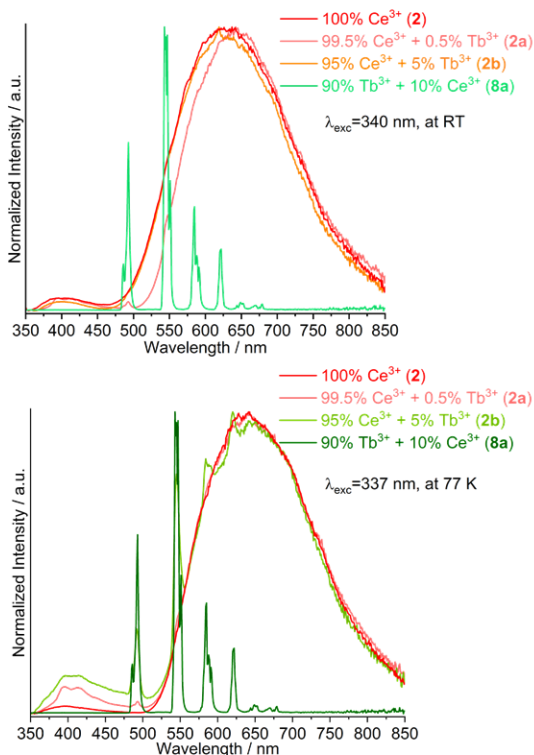 100% Ce³⁺ (2)
99.5% Ce³⁺ + 0.5% Tb³⁺ (2a)
95% Ce³⁺ + 5% Tb³⁺ (2b)
90% Tb³⁺ + 10% Ce³⁺ (8a)
λexc=340 nm, at RT
Normalized Intensity / a.u.
350 400 450 500 550 600 650 700 750 800 850
Wavelength / nm
100% Ce³⁺ (2)
99.5% Ce³⁺ + 0.5% Tb³⁺ (2a)
95% Ce³⁺ + 5% Tb³⁺ (2b)
90% Tb³⁺ + 10% Ce³⁺ (8a)
λexc=337 nm, at 77 K
Normalized Intensity / a.u.
350 400 450 500 550 600 650 700 750 800 850
Wavelength / nm